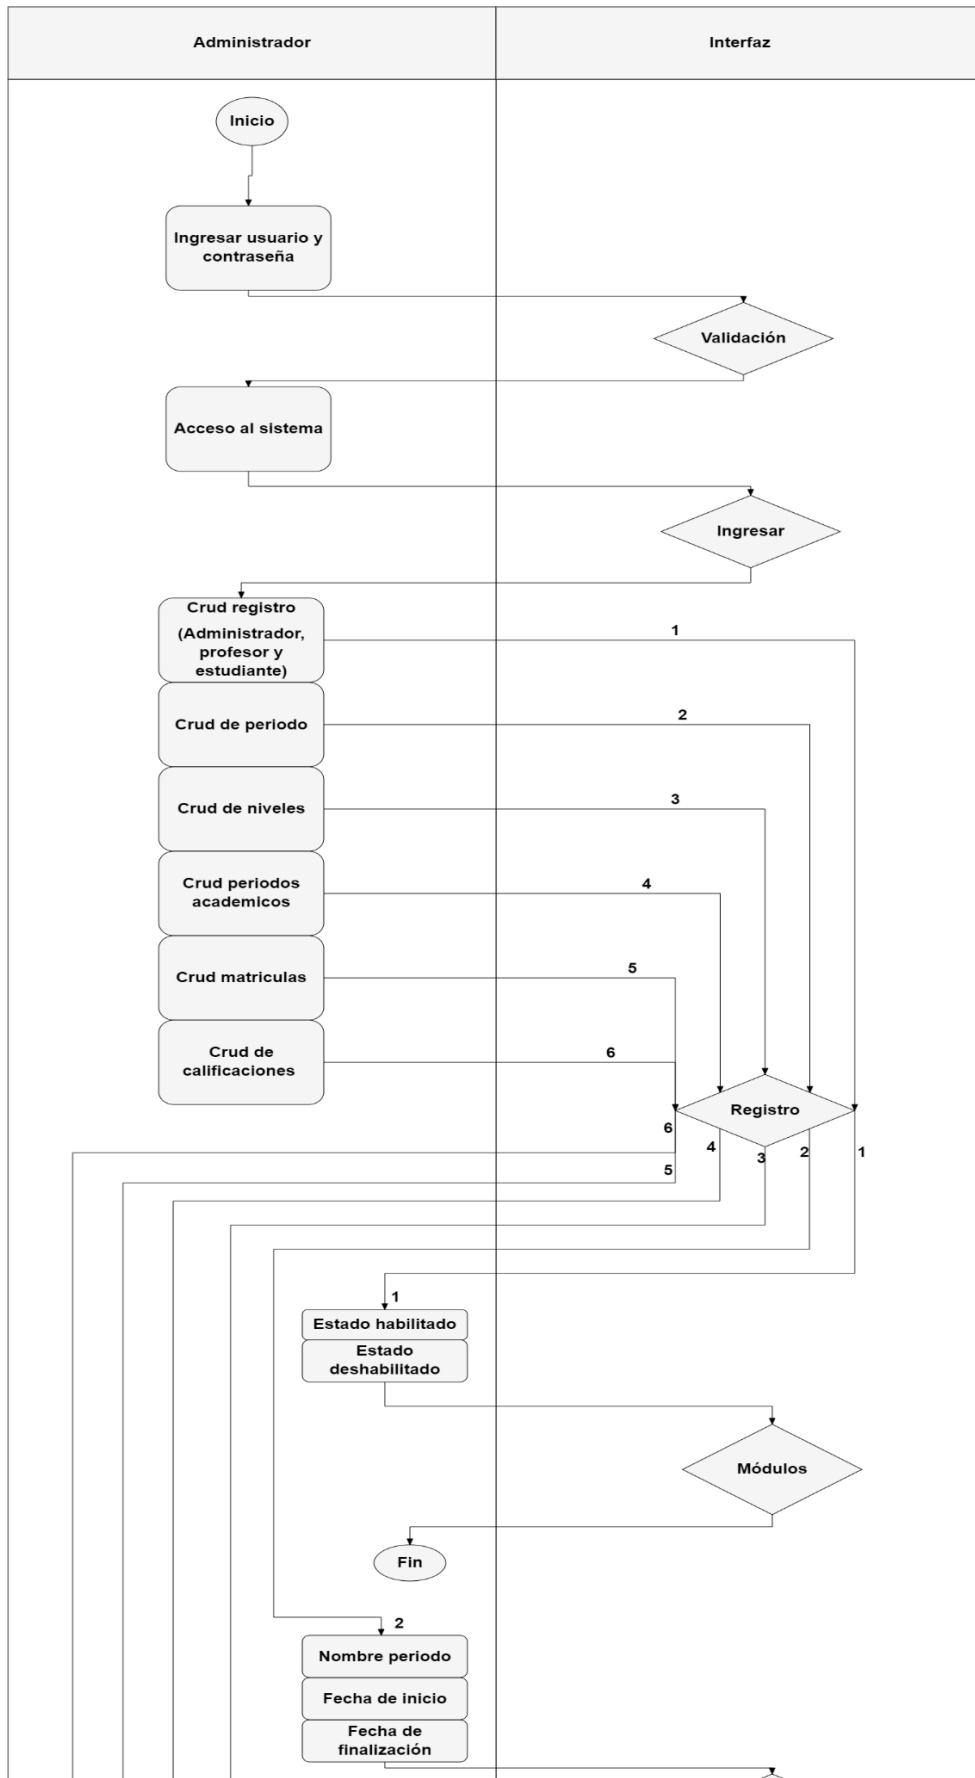 Administrador
Interfaz
Inicio
Ingresar usuario y
contraseña
Validación
Acceso al sistema
Ingresar
Crud registro
(Administrador,
profesor y
estudiante)
1
Crud de periodo
2
Crud de niveles
3
Crud periodos
academicos
4
Crud matriculas
5
Crud de
calificaciones
6
Registro
6
4
3
2
1
5
1
Estado habilitado
Estado
deshabilitado
Módulos
Fin
2
Nombre periodo
Fecha de inicio
Fecha de
finalización